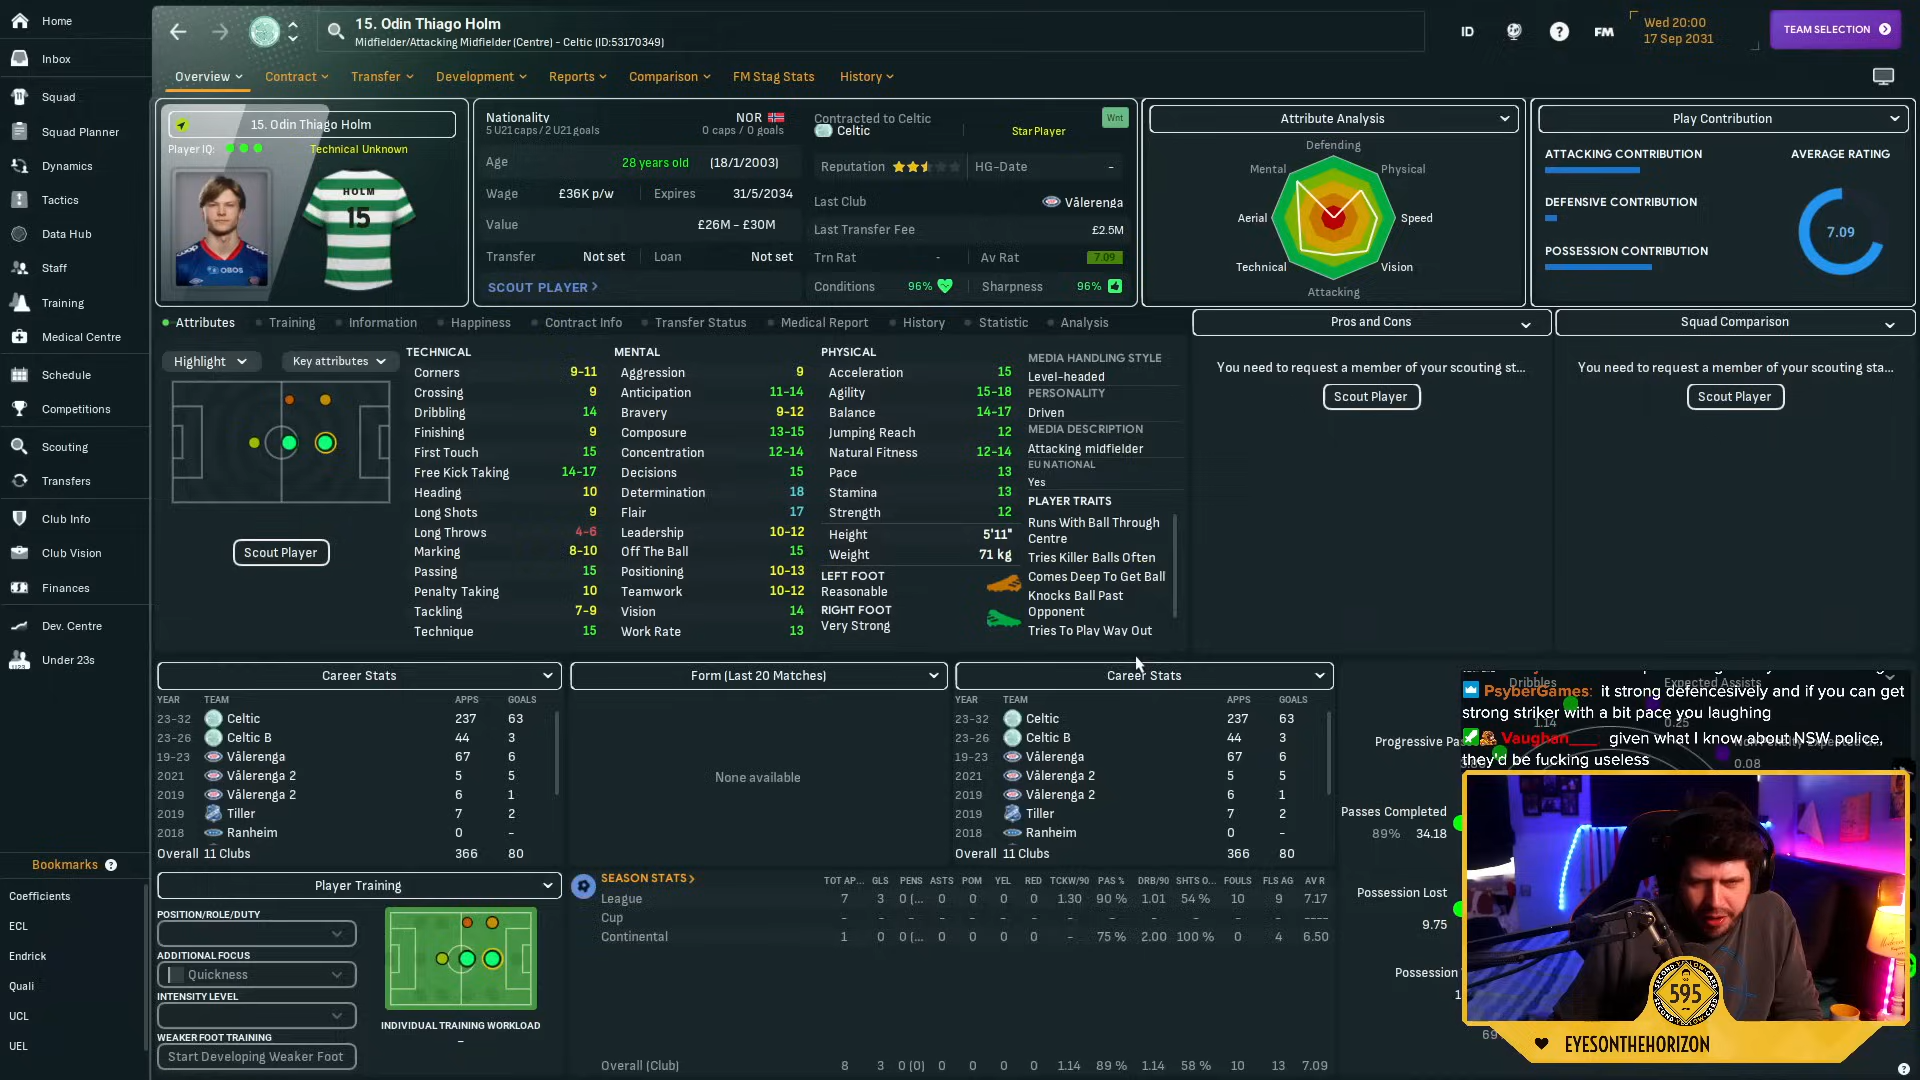 Home
Inbox
Squad
Squad Planner
Dynamics
Reports
Tactics
Data Hub
Staff
Training
Medical Centre
Schedule
Competitions
Scouting
Transfers
Club Info
Club Vision
Finances
Dev. Centre
Under 23s
Bookmarks ?
Coefficients
ECL
Endrick
Quali
UCL
UEL
15. Odin Thiago Holm
Midfielder/Attacking Midfielder (Centre) - Celtic (ID:53170349)
ID ? FM
Wed 20:00
17 Sep 2031
TEAM SELECTION
Overview Contract Transfer Development Reports Comparison FM Stag Stats History
15. Odin Thiago Holm
Player IQ: Technical Unknown
HOLM
15
OBOS
Nationality NOR
5 U21 caps / 2 U21 goals 0 caps / 0 goals
Age 28 years old (18/1/2003)
Wage £36K p/w Expires 31/5/2034
Value £26M - £30M
Transfer Not set Loan Not set
SCOUT PLAYER >
Contracted to Celtic Wnt
Celtic Star Player
Reputation HG-Date -
Last Club Vålerenga
Last Transfer Fee £2.5M
Trn Rat - Av Rat 7.09
Conditions 96% Sharpness 96%
Attribute Analysis
Defending
Mental Physical
Aerial Speed
Technical Vision
Attacking
Play Contribution
ATTACKING CONTRIBUTION AVERAGE RATING
DEFENSIVE CONTRIBUTION
7.09
POSSESSION CONTRIBUTION
Attributes Training Information Happiness Contract Info Transfer Status Medical Report History Statistic Analysis
Highlight Key attributes
Scout Player
TECHNICAL
Corners 9-11
Crossing 9
Dribbling 14
Finishing 9
First Touch 15
Free Kick Taking 14-17
Heading 10
Long Shots 9
Long Throws 4-6
Marking 8-10
Passing 15
Penalty Taking 10
Tackling 7-9
Technique 15
MENTAL
Aggression 9
Anticipation 11-14
Bravery 9-12
Composure 13-15
Concentration 12-14
Decisions 15
Determination 18
Flair 17
Leadership 10-12
Off The Ball 15
Positioning 10-13
Teamwork 10-12
Vision 14
Work Rate 13
PHYSICAL
Acceleration 15
Agility 15-18
Balance 14-17
Jumping Reach 12
Natural Fitness 12-14
Pace 13
Stamina 13
Strength 12
Height 5'11"
Weight 71 kg
LEFT FOOT
Reasonable
RIGHT FOOT
Very Strong
MEDIA HANDLING STYLE
Level-headed
PERSONALITY
Driven
MEDIA DESCRIPTION
Attacking midfielder
EU NATIONAL
Yes
PLAYER TRAITS
Runs With Ball Through
Centre
Tries Killer Balls Often
Comes Deep To Get Ball
Knocks Ball Past
Opponent
Tries To Play Way Out
Pros and Cons
You need to request a member of your scouting st...
Scout Player
Squad Comparison
You need to request a member of your scouting sta...
Scout Player
Career Stats
YEAR TEAM APPS GOALS
23-32 Celtic 237 63
23-26 Celtic B 44 3
19-23 Vålerenga 67 6
2021 Vålerenga 2 5 5
2019 Vålerenga 2 6 1
2019 Tiller 7 2
2018 Ranheim 0 -
Overall 11 Clubs 366 80
Form (Last 20 Matches)
None available
Career Stats
YEAR TEAM APPS GOALS
23-32 Celtic 237 63
23-26 Celtic B 44 3
19-23 Vålerenga 67 6
2021 Vålerenga 2 5 5
2019 Vålerenga 2 6 1
2019 Tiller 7 2
2018 Ranheim 0 -
Overall 11 Clubs 366 80
Player Training
POSITION/ROLE/DUTY
ADDITIONAL FOCUS
Quickness
INTENSITY LEVEL
WEAKER FOOT TRAINING
Start Developing Weaker Foot
INDIVIDUAL TRAINING WORKLOAD
-
SEASON STATS > TOT AP... GLS PENS ASTS POM YEL RED TCKW/90 PAS % DRB/90 SHTS O... FOULS FLS AG AV R
League 7 3 0 (... 0 0 0 0 1.30 90 % 1.01 54 % 10 9 7.17
Cup - - - - - - - - - - - - - ----
Continental 1 0 0 (... 0 0 0 0 - 75 % 2.00 100 % 0 4 6.50
Overall (Club) 8 3 0 (0) 0 0 0 0 1.14 89 % 1.14 58 % 10 13 7.09
Dribbles
1.14
Expected Assists
0.25
Progressive Pa
0.08
Passes Completed
89% 34.18
Possession Lost
9.75
Possession
PsyberGames: it strong defencesively and if you can get
strong striker with a bit pace you laughing
Vaughan___ given what I know about NSW police,
they'd be fucking useless
SECOND YELLOW CARD
595
EYESONTHEHORIZON
?